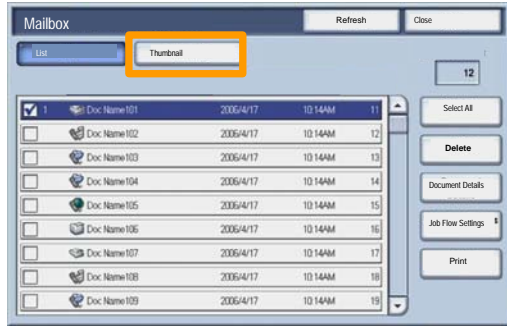 Mailbox Refresh Close
List Thumbnail
12
1 Doc Name101 2006/4/17 10:14AM 11
Doc Name102 2006/4/17 10:14AM 12
Doc Name103 2006/4/17 10:14AM 13
Doc Name104 2006/4/17 10:14AM 14
Doc Name105 2006/4/17 10:14AM 15
Doc Name106 2006/4/17 10:14AM 16
Doc Name107 2006/4/17 10:14AM 17
Doc Name108 2006/4/17 10:14AM 18
Doc Name109 2006/4/17 10:14AM 19
Select All
Delete
Document Details
Job Flow Settings
Print